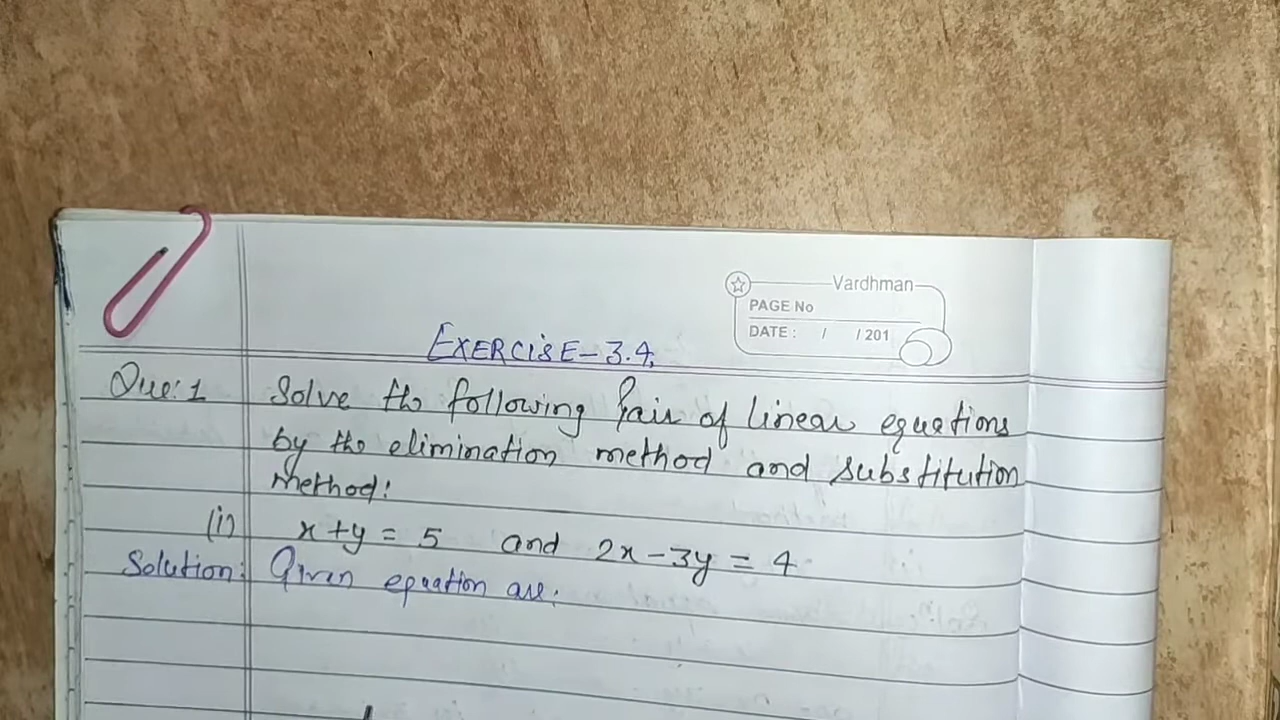 Vardhman
PAGE No
DATE : / / 201
EXERCISE-3.4.
Que:1 Solve the following Pair of linear equations
by the elimination method and substitution
method:
(i) x+y = 5 and 2x-3y = 4
Solution: Given equation are: